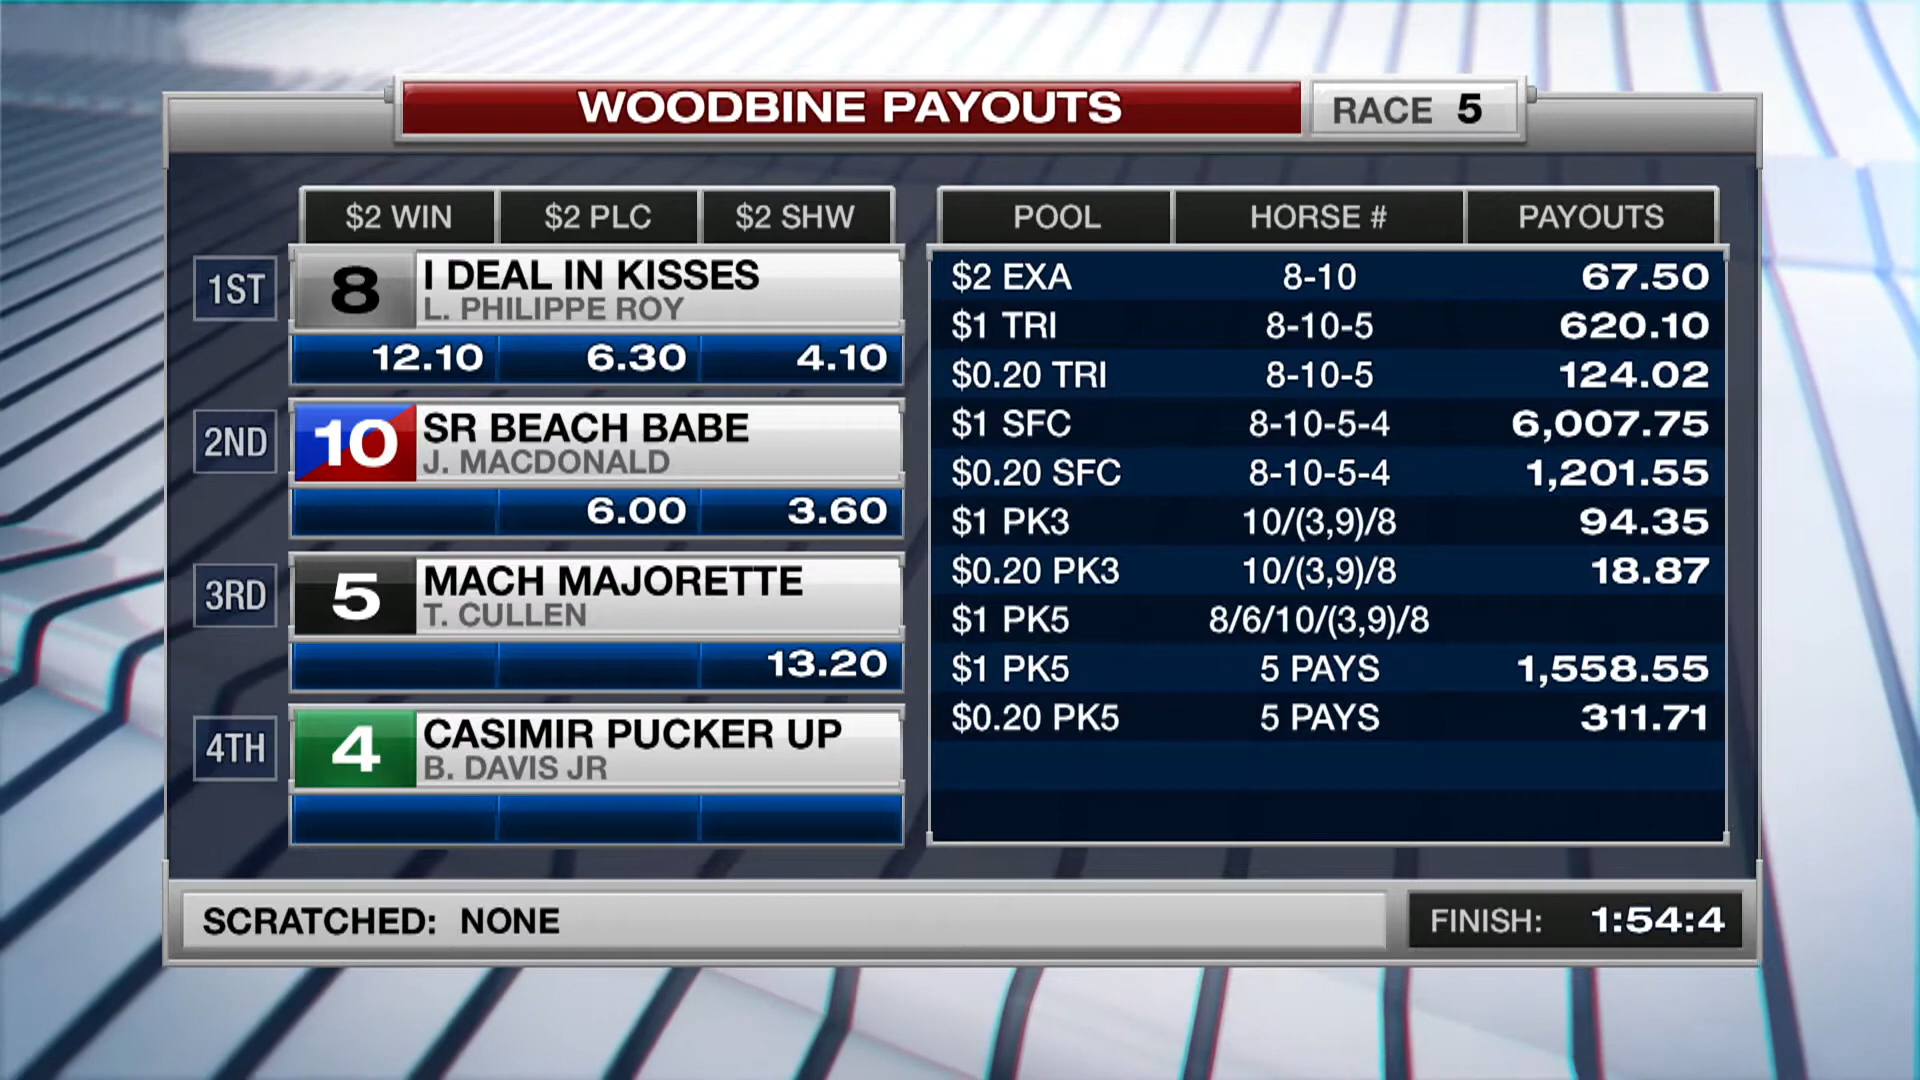 WOODBINE PAYOUTS
RACE 5
$2 WIN $2 PLC $2 SHW
1ST 8 I DEAL IN KISSES
L. PHILIPPE ROY
12.10 6.30 4.10
2ND 10 SR BEACH BABE
J. MACDONALD
6.00 3.60
3RD 5 MACH MAJORETTE
T. CULLEN
13.20
4TH 4 CASIMIR PUCKER UP
B. DAVIS JR
POOL HORSE # PAYOUTS
$2 EXA 8-10 67.50
$1 TRI 8-10-5 620.10
$0.20 TRI 8-10-5 124.02
$1 SFC 8-10-5-4 6,007.75
$0.20 SFC 8-10-5-4 1,201.55
$1 PK3 10/(3,9)/8 94.35
$0.20 PK3 10/(3,9)/8 18.87
$1 PK5 8/6/10/(3,9)/8
$1 PK5 5 PAYS 1,558.55
$0.20 PK5 5 PAYS 311.71
SCRATCHED: NONE
FINISH: 1:54:4